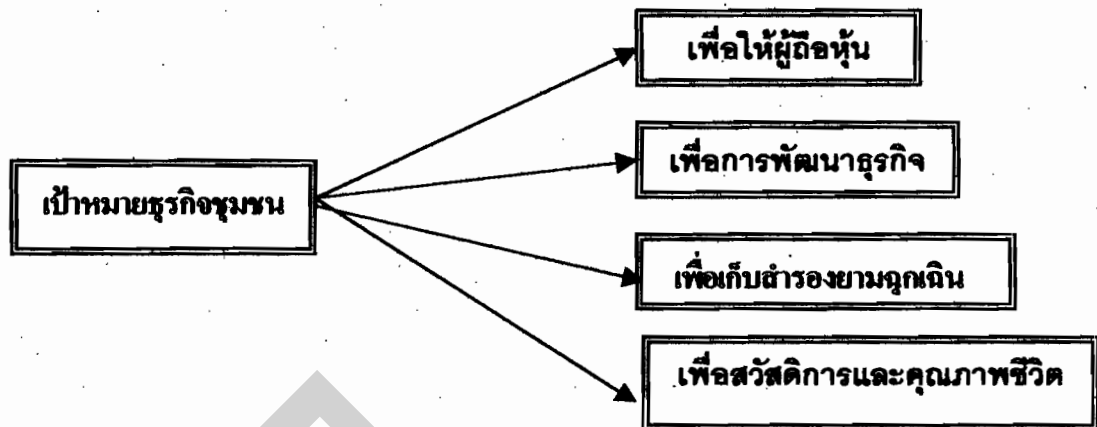 เพื่อให้ผู้ถือหุ้น
เพื่อการพัฒนาธุรกิจ
เป้าหมายธุรกิจชุมชน
เพื่อเก็บสำรองยามฉุกเฉิน
เพื่อสวัสดิการและคุณภาพชีวิต